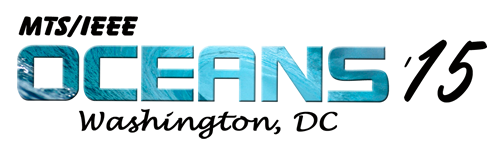 MTS/IEEE
OCEANS '15
Washington, DC